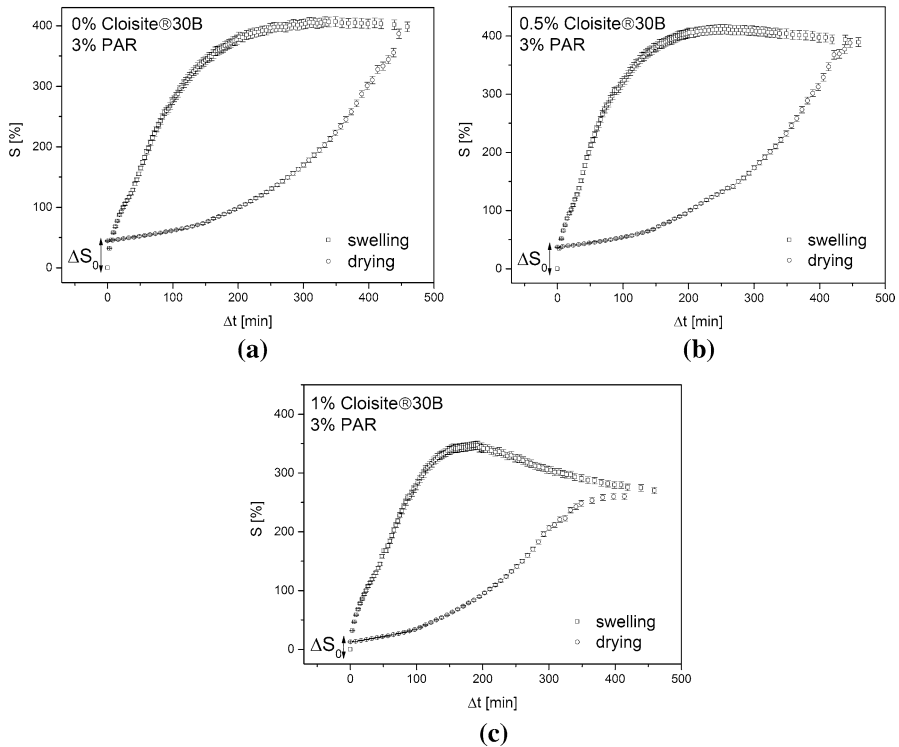 0% Cloisite®30B
3% PAR
400
300
200
100
0
S [%]
ΔS0
swelling
drying
0 100 200 300 400 500
Δt [min]
(a)
0.5% Cloisite®30B
3% PAR
400
300
200
100
0
S [%]
ΔS0
swelling
drying
0 100 200 300 400 500
Δt [min]
(b)
1% Cloisite®30B
3% PAR
400
300
200
100
0
S [%]
ΔS0
swelling
drying
0 100 200 300 400 500
Δt [min]
(c)